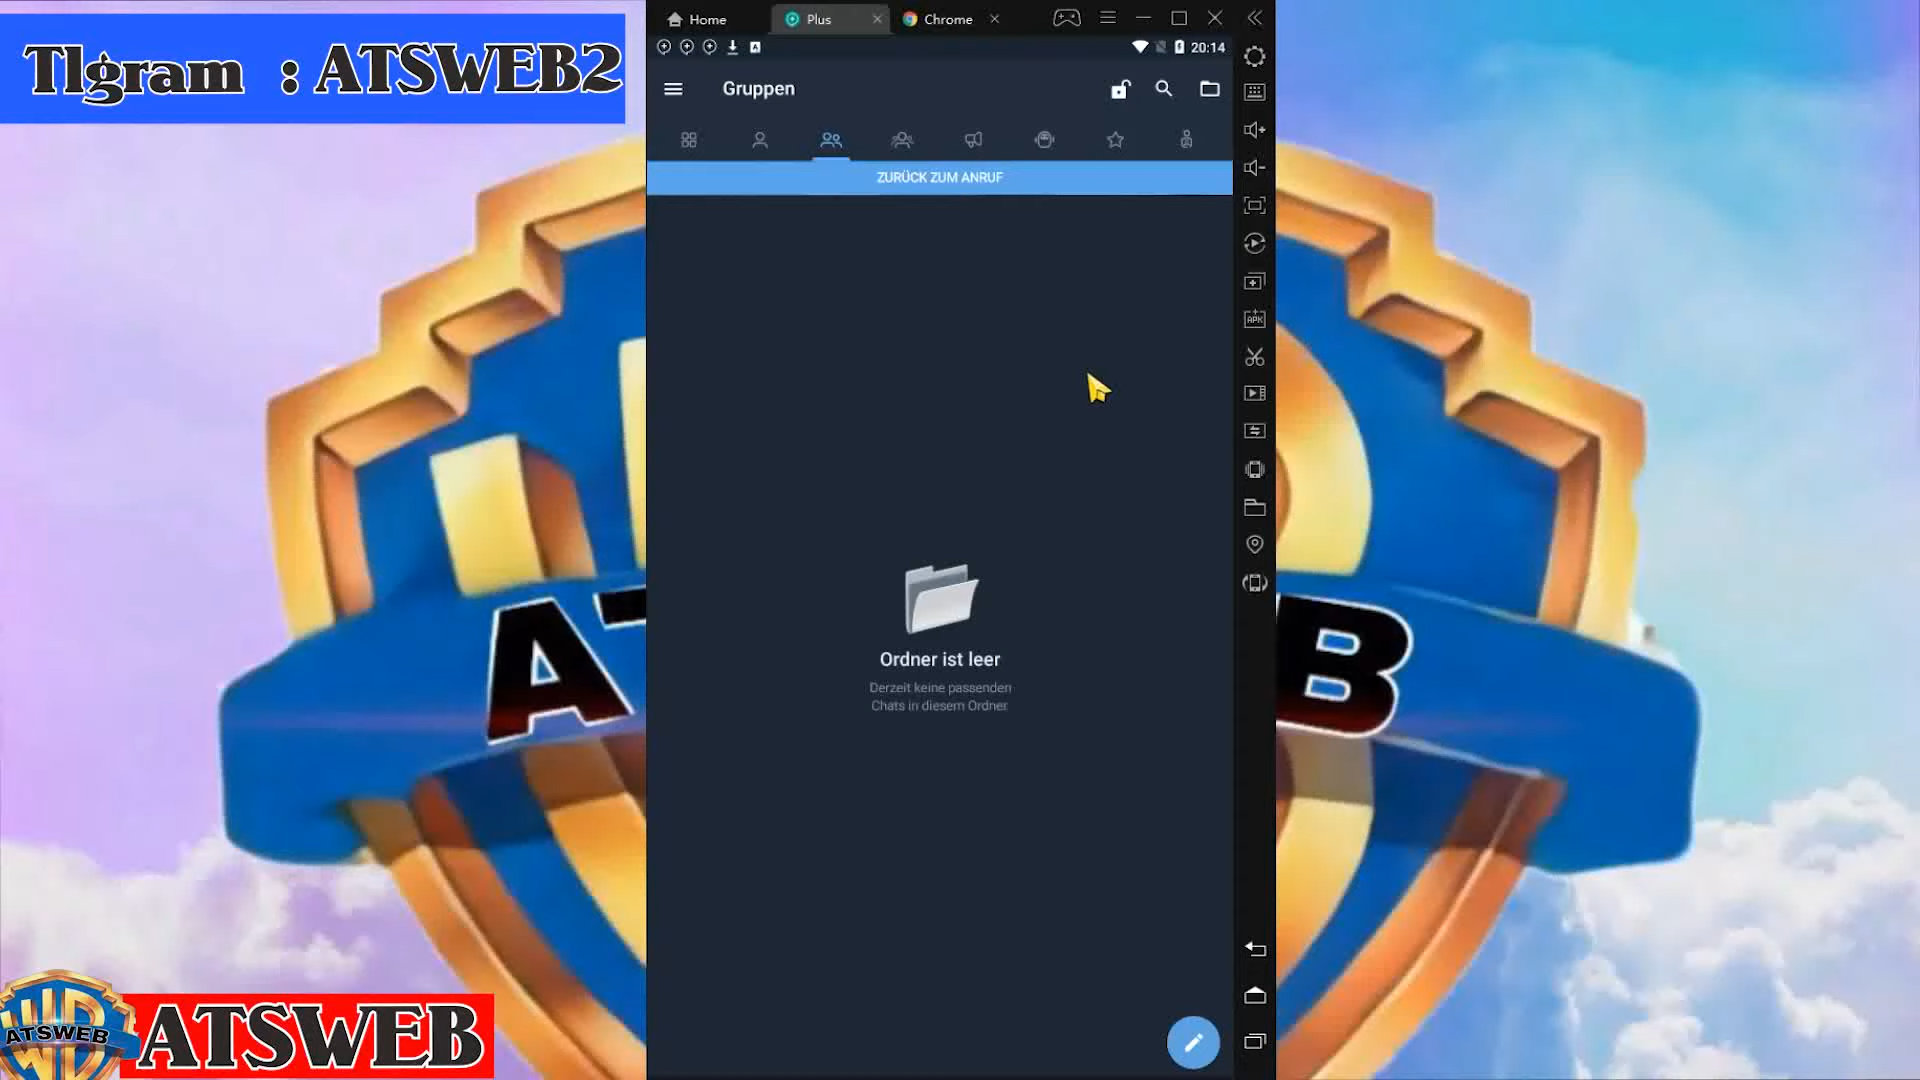 Tlgram : ATSWEB2
Home
Plus
Chrome
20:14
Gruppen
ZURÜCK ZUM ANRUF
APK
Ordner ist leer
Derzeit keine passenden
Chats in diesem Ordner
A
B
ATSWEB
ATSWEB